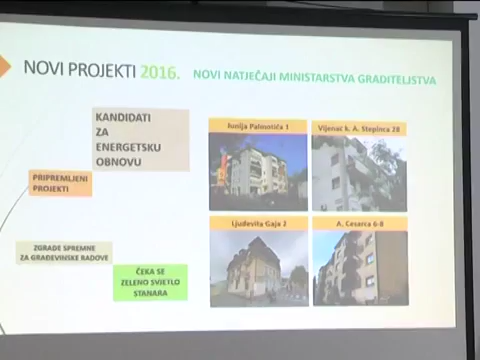 NOVI PROJEKTI 2016. NOVI NATJEČAJI MINISTARSTVA GRADITELJSTVA
KANDIDATI
ZA
ENERGETSKU
OBNOVU
PRIPREMLJENI
PROJEKTI
ZGRADE SPREMNE
ZA GRAĐEVINSKE RADOVE
ČEKA SE
ZELENO SVJETLO
STANARA
Junija Palmotića 1
Vijenac k. A. Stepinca 28
Ljudevita Gaja 2
A. Cesarca 6-8